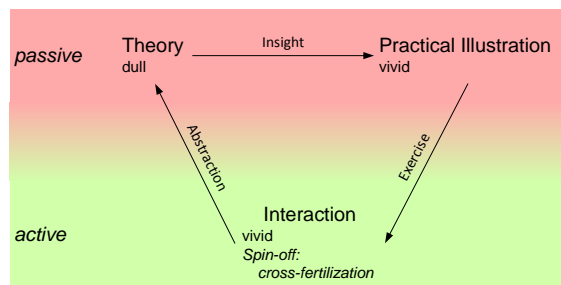 passive
Theory
dull
Insight
Practical Illustration
vivid
Abstraction
Exercise
active
Interaction
vivid
Spin-off:
cross-fertilization